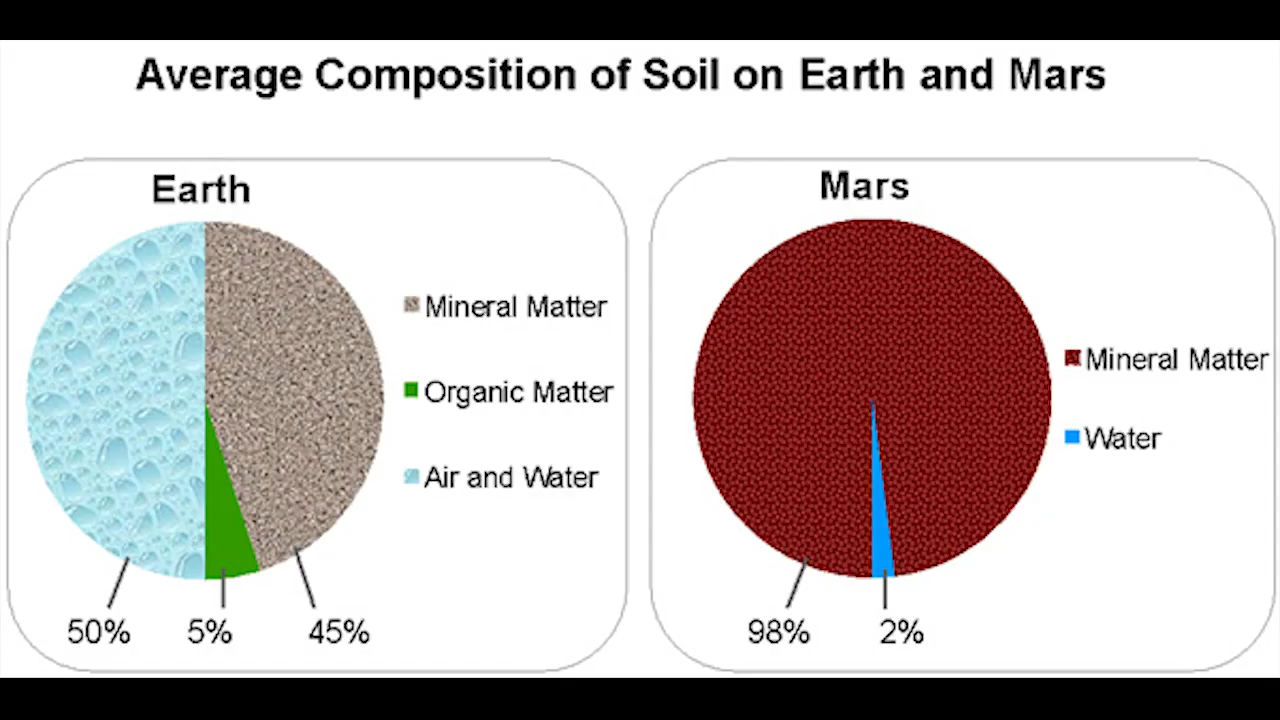 Average Composition of Soil on Earth and Mars
Earth
Mineral Matter
Organic Matter
Air and Water
50%
5%
45%
Mars
Mineral Matter
Water
98%
2%